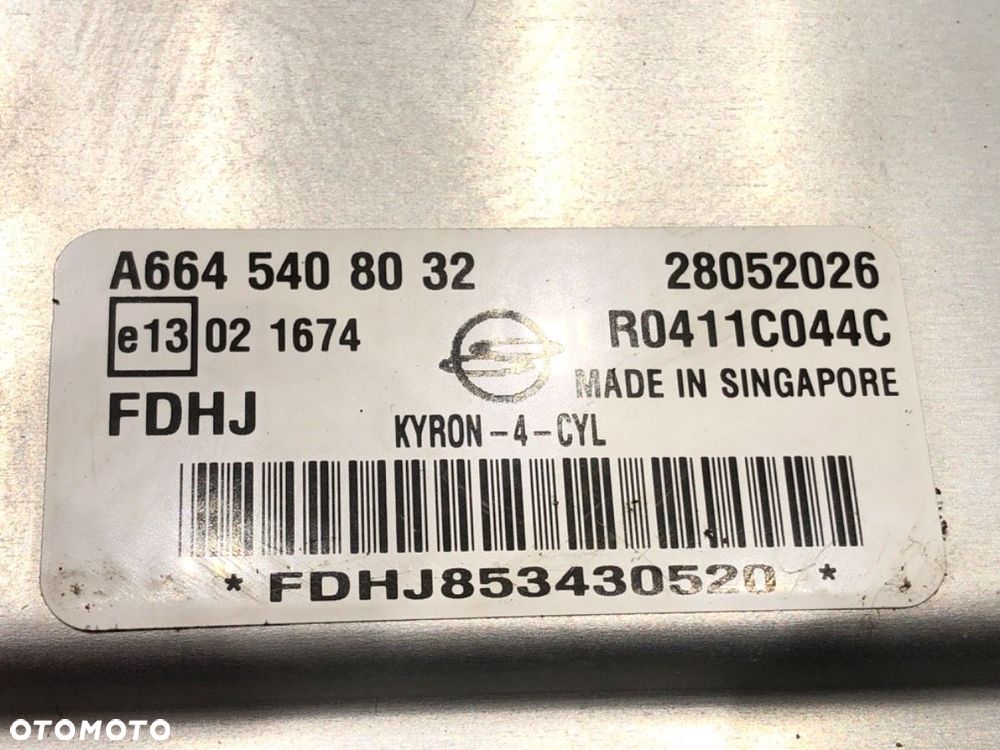 A664 540 80 32 28052026
e13 02 1674 R0411C044C
MADE IN SINGAPORE
FDHJ
KYRON-4-CYL
* FDHJ853430520 *
OTOMOTO